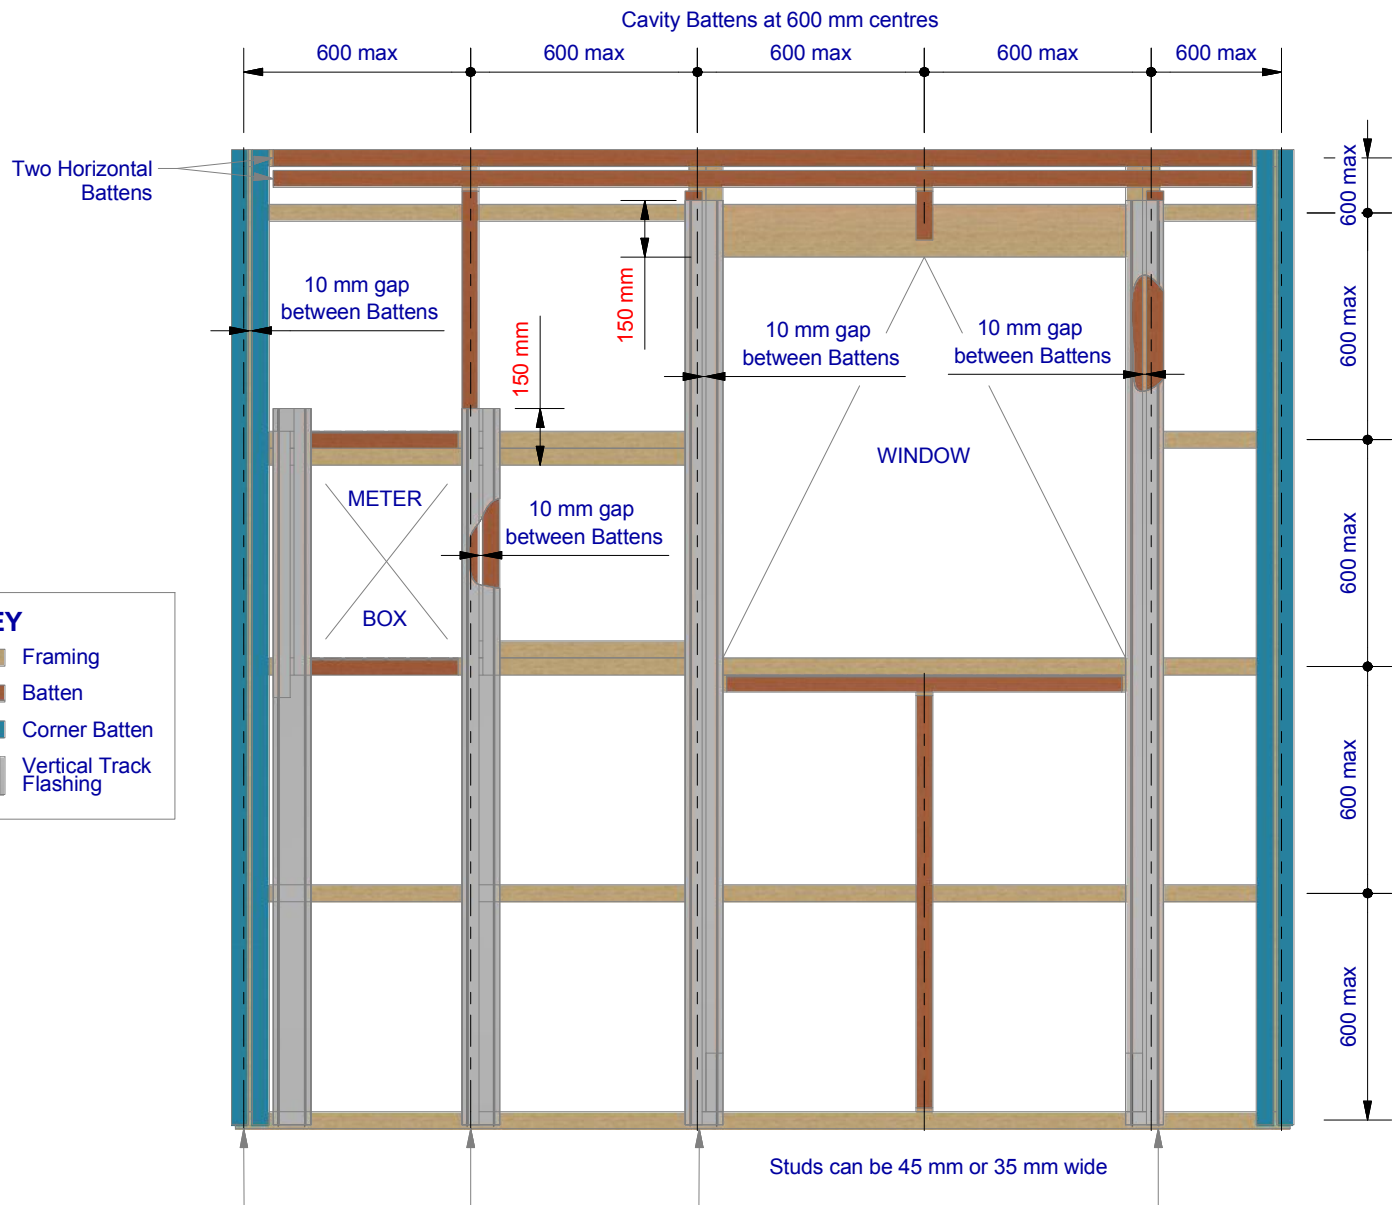 Cavity Battens at 600 mm centres
600 max
600 max
600 max
600 max
600 max
Two Horizontal
Battens
600 max
600 max
600 max
600 max
600 max
150 mm
150 mm
10 mm gap
between Battens
10 mm gap
between Battens
10 mm gap
between Battens
10 mm gap
between Battens
WINDOW
METER
BOX
EY
Framing
Batten
Corner Batten
Vertical Track
Flashing
Studs can be 45 mm or 35 mm wide